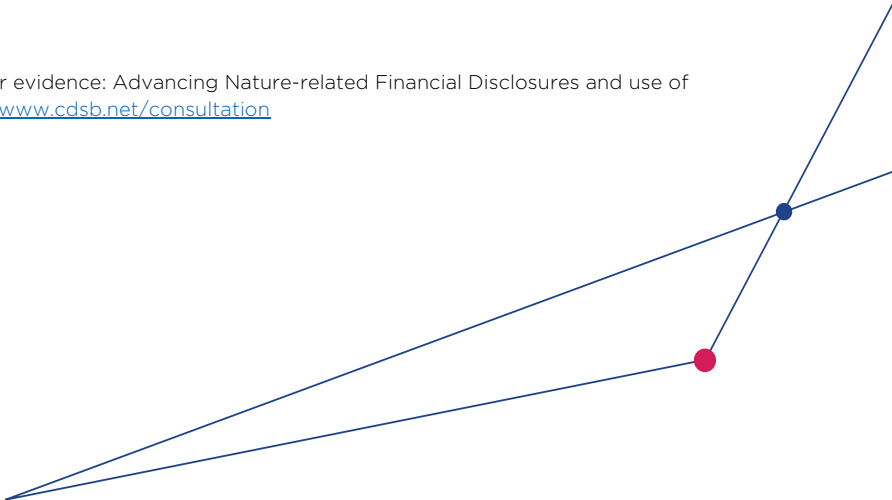 r evidence: Advancing Nature-related Financial Disclosures and use of
www.cdsb.net/consultation